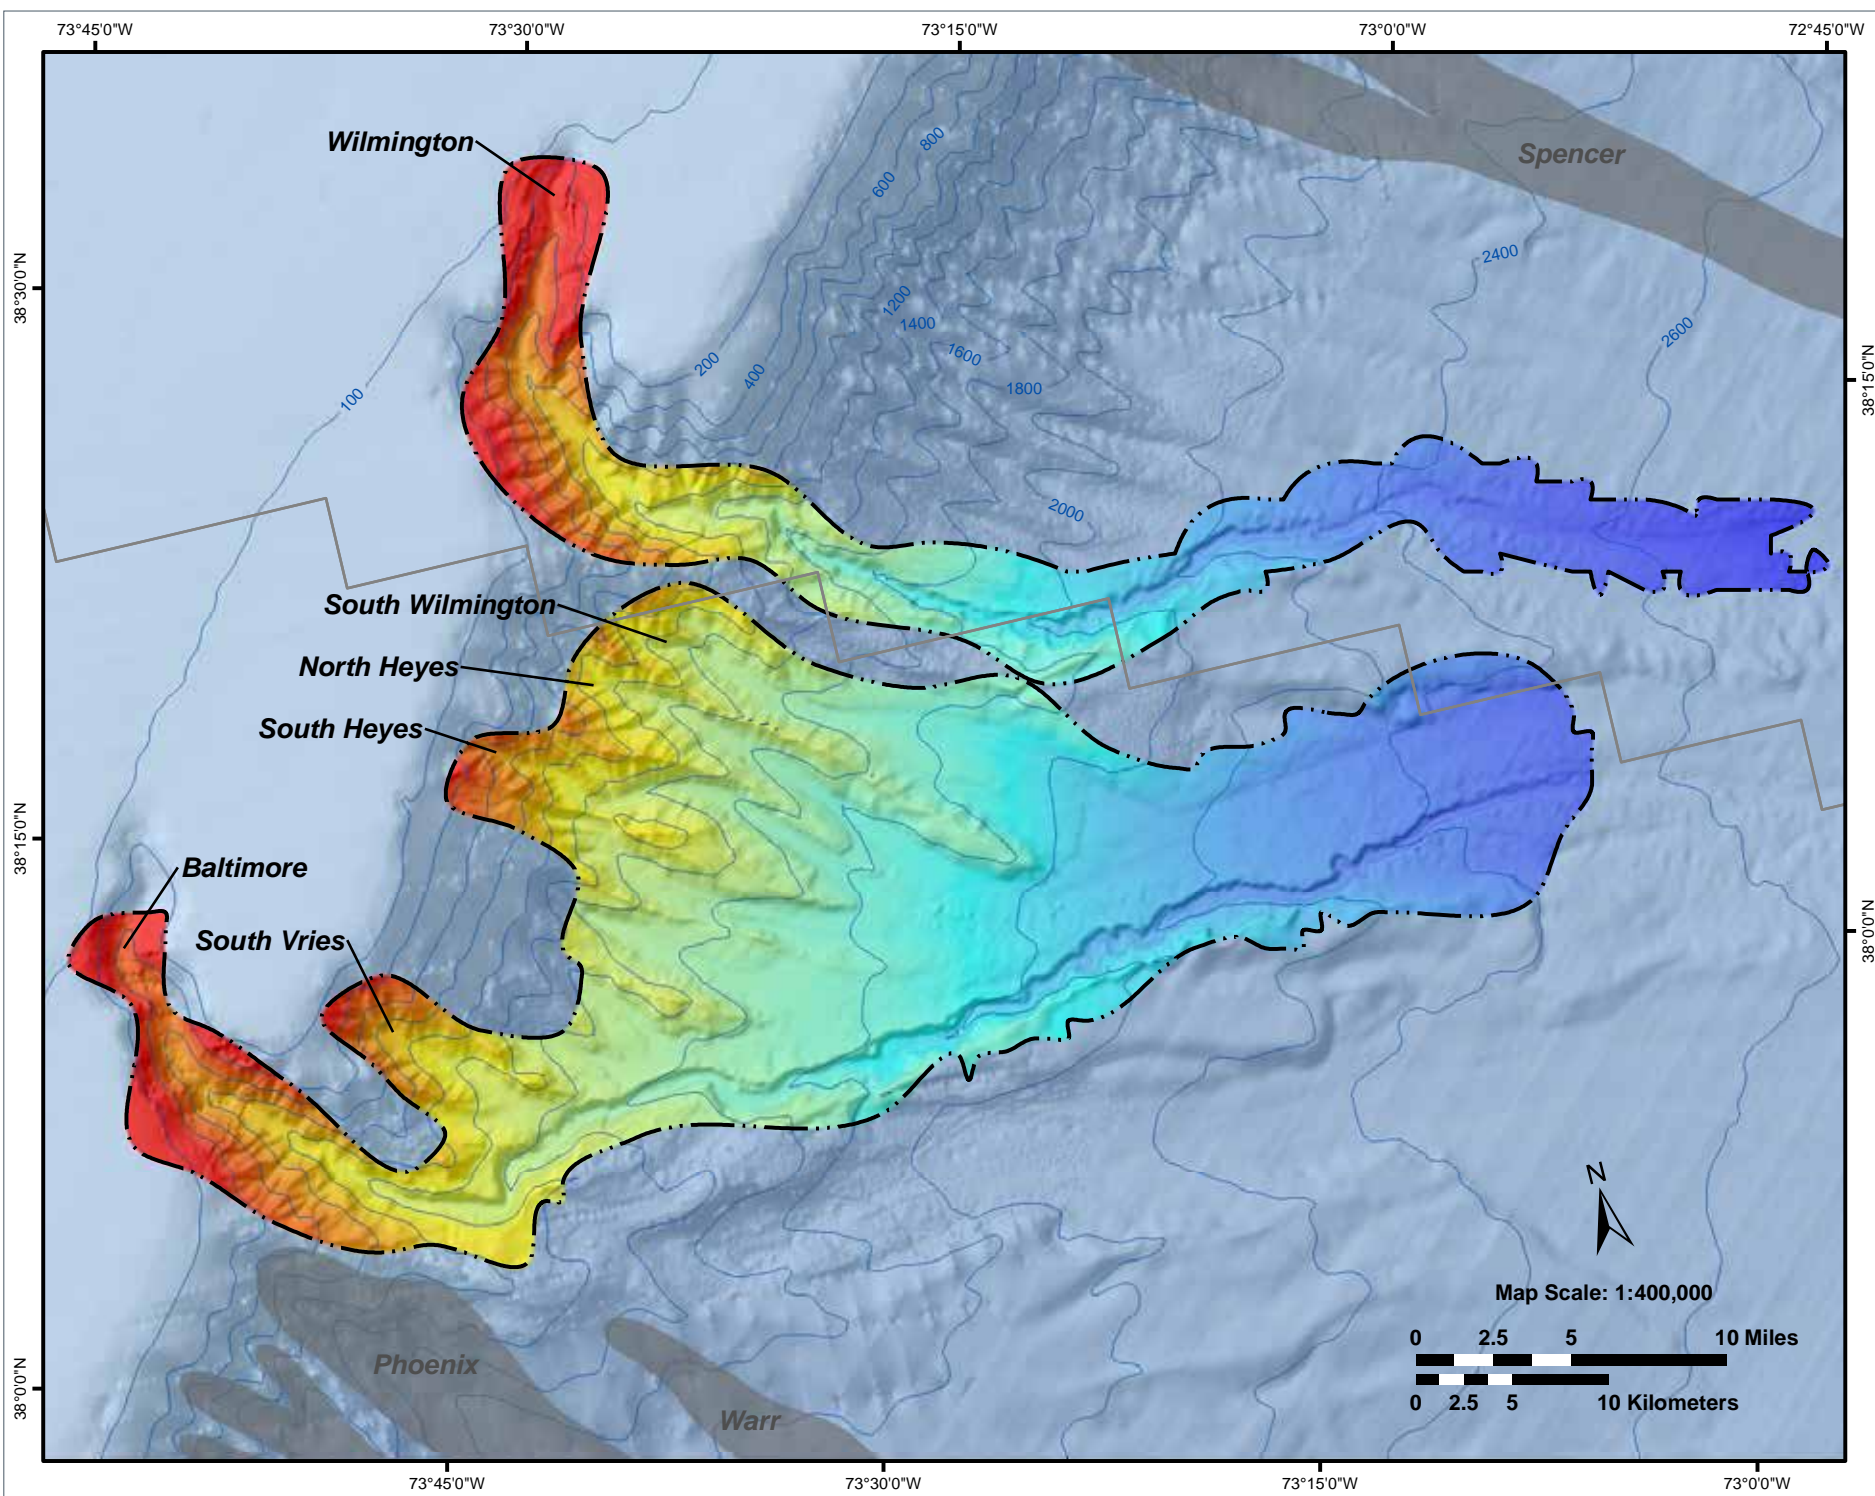 73°45'0"W 73°30'0"W 73°15'0"W 73°0'0"W 72°45'0"W
Wilmington
Spencer
800
600
2400
38°30'0"N
1200
1400
2600
1600
200
400
1800
38°15'0"N
100
2000
South Wilmington
North Heyes
South Heyes
38°15'0"N
Baltimore
South Vries
38°0'0"N
N
Map Scale: 1:400,000
0 2.5 5 10 Miles
0 2.5 5 10 Kilometers
Phoenix
Warr
38°0'0"N
73°45'0"W 73°30'0"W 73°15'0"W 73°0'0"W